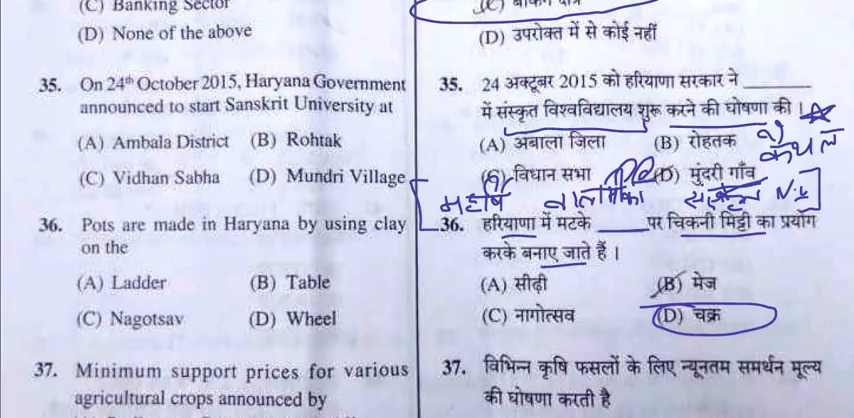 (C) Banking Sector
(D) None of the above
35. On 24th October 2015, Haryana Government
announced to start Sanskrit University at
(A) Ambala District (B) Rohtak
(C) Vidhan Sabha (D) Mundri Village
36. Pots are made in Haryana by using clay
on the
(A) Ladder (B) Table
(C) Nagotsav (D) Wheel
37. Minimum support prices for various
agricultural crops announced by
(D) उपरोक्त में से कोई नहीं
35. 24 अक्टूबर 2015 को हरियाणा सरकार ने ________
में संस्कृत विश्वविद्यालय शुरू करने की घोषणा की ।
(A) अंबाला जिला (B) रोहतक
कैथल
(C) विधान सभा (D) मुंदरी गाँव
महर्षि
36. हरियाणा में मटके _____ पर चिकनी मिट्टी का प्रयोग
करके बनाए जाते हैं ।
(A) सीढ़ी (B) मेज
(C) नागोत्सव (D) चक्र
37. विभिन्न कृषि फसलों के लिए न्यूनतम समर्थन मूल्य
की घोषणा करती है